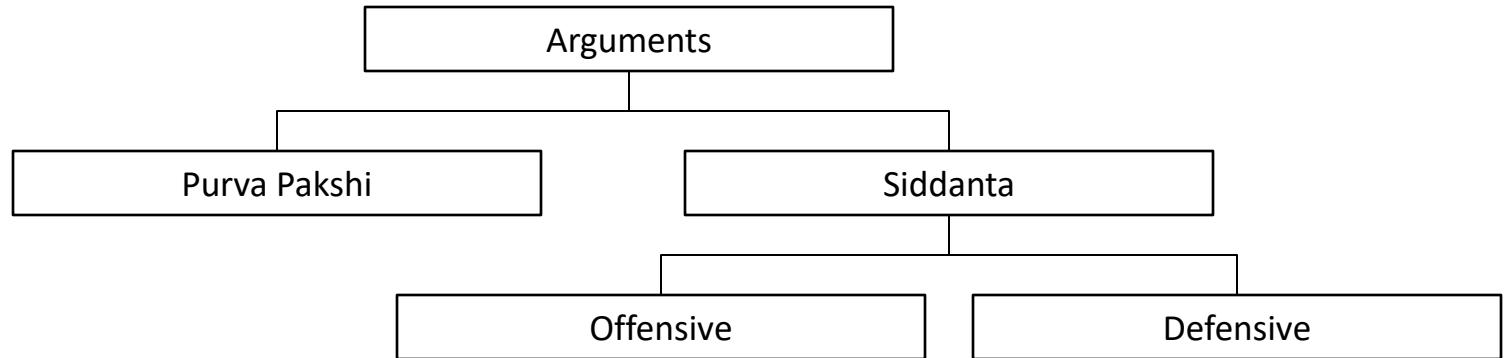 Arguments
Purva Pakshi
Siddanta
Offensive
Defensive